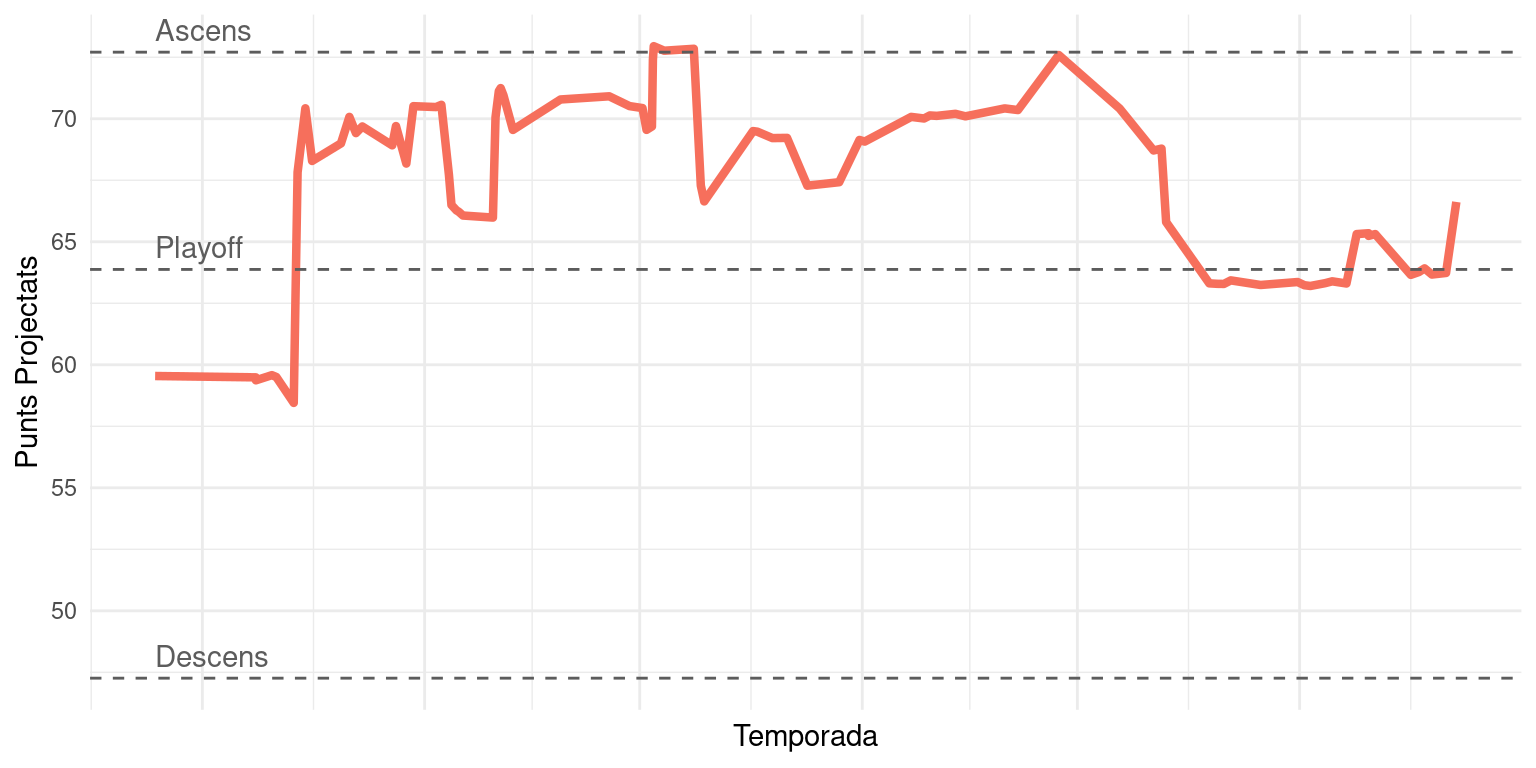 Ascens
70
Playoff
65
60
55
50
Descens
Punts Projectats
Temporada